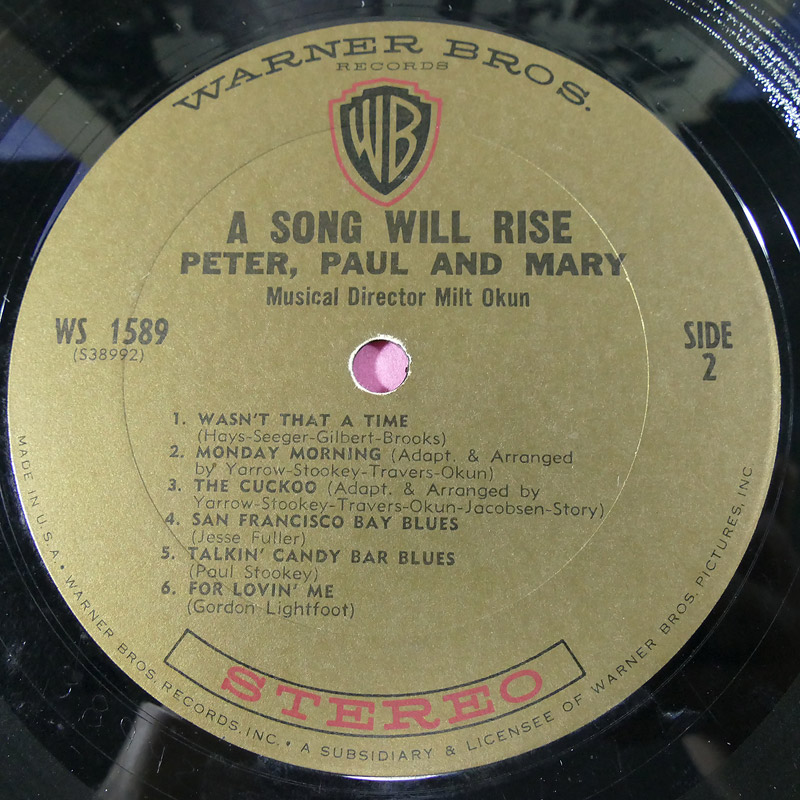 WARNER BROS.
RECORDS
WB
A SONG WILL RISE
PETER, PAUL AND MARY
Musical Director Milt Okun
WS 1589
(S38992)
SIDE
2
1. WASN'T THAT A TIME
(Hays-Seeger-Gilbert-Brooks)
2. MONDAY MORNING (Adapt. & Arranged
by Yarrow-Stookey-Travers-Okun)
3. THE CUCKOO (Adapt. & Arranged by
Yarrow-Stookey-Travers-Okun-Jacobsen-Story)
4. SAN FRANCISCO BAY BLUES
(Jesse Fuller)
5. TALKIN' CANDY BAR BLUES
(Paul Stookey)
6. FOR LOVIN' ME
(Gordon Lightfoot)
STEREO
MADE IN U.S.A. • WARNER BROS. RECORDS, INC. • A SUBSIDIARY & LICENSEE OF WARNER BROS. PICTURES, INC.